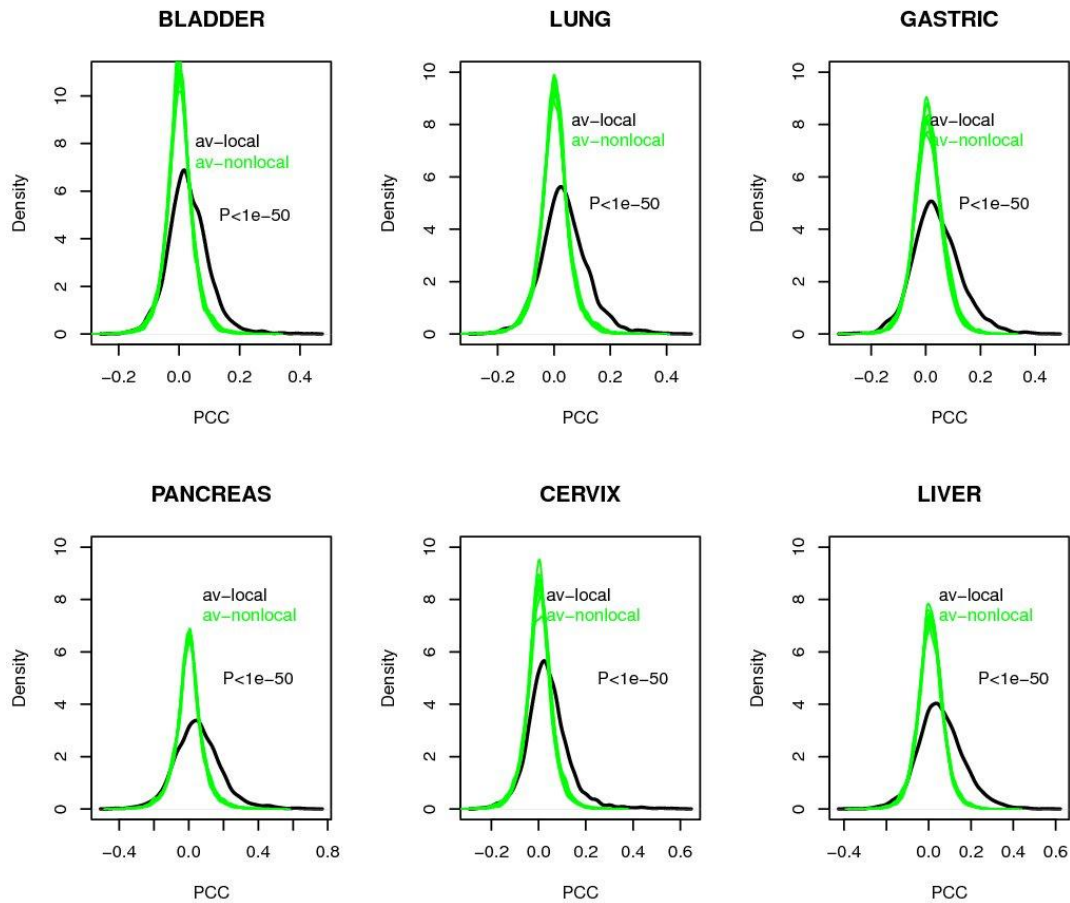 BLADDER LUNG GASTRIC
Density 0 2 4 6 8 10 av−local av−nonlocal P<1e−50 −0.2 0.0 0.2 0.4 PCC
Density 0 2 4 6 8 10 av−local av−nonlocal P<1e−50 −0.2 0.0 0.2 0.4 PCC
Density 0 2 4 6 8 10 av−local av−nonlocal P<1e−50 −0.2 0.0 0.2 0.4 PCC
PANCREAS CERVIX LIVER
Density 0 2 4 6 8 10 av−local av−nonlocal P<1e−50 −0.4 0.0 0.4 0.8 PCC
Density 0 2 4 6 8 10 av−local av−nonlocal P<1e−50 −0.2 0.0 0.2 0.4 0.6 PCC
Density 0 2 4 6 8 10 av−local av−nonlocal P<1e−50 −0.4 −0.2 0.0 0.2 0.4 0.6 PCC